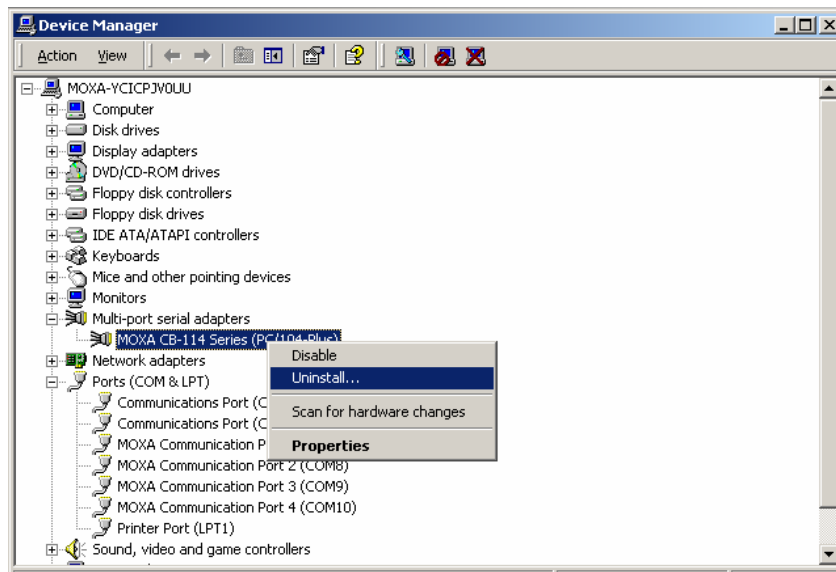 Device Manager
Action View
MOXA-YCICPJV0UU
Computer
Disk drives
Display adapters
DVD/CD-ROM drives
Floppy disk controllers
Floppy disk drives
IDE ATA/ATAPI controllers
Keyboards
Mice and other pointing devices
Monitors
Multi-port serial adapters
MOXA CB-114 Series (PC/104-Plus)
Disable
Uninstall...
Scan for hardware changes
Properties
Network adapters
Ports (COM & LPT)
Communications Port (C
Communications Port (C
MOXA Communication P
MOXA Communication Port 2 (COM8)
MOXA Communication Port 3 (COM9)
MOXA Communication Port 4 (COM10)
Printer Port (LPT1)
Sound, video and game controllers